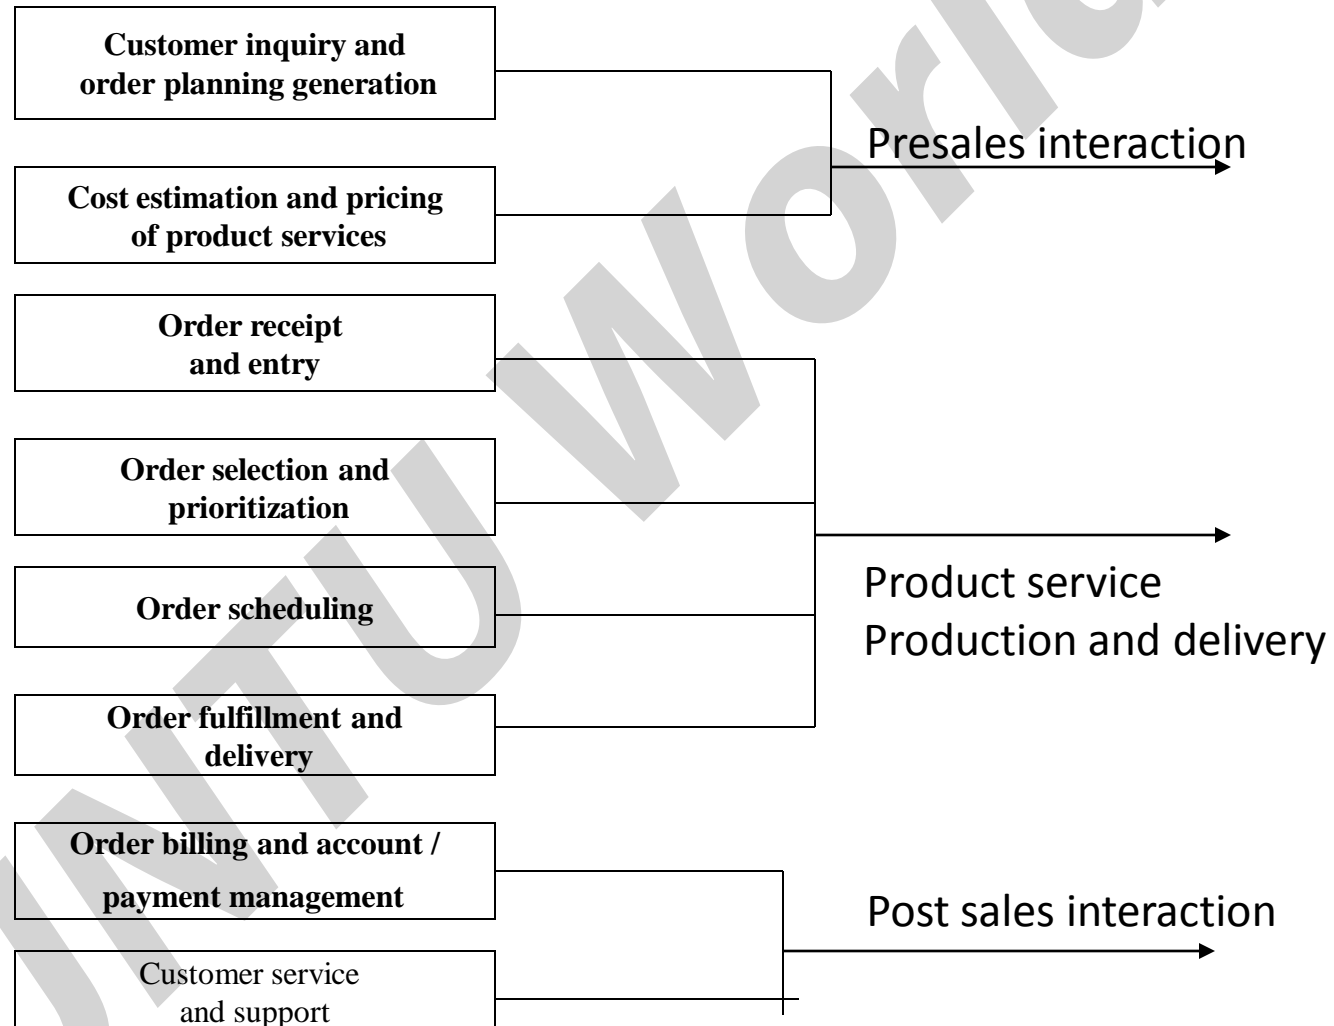 Customer inquiry and
order planning generation
Presales interaction
Cost estimation and pricing
of product services
Order receipt
and entry
Order selection and
prioritization
Order scheduling
Product service
Production and delivery
Order fulfillment and
delivery
Order billing and account /
payment management
Post sales interaction
Customer service
and support
JNTU World